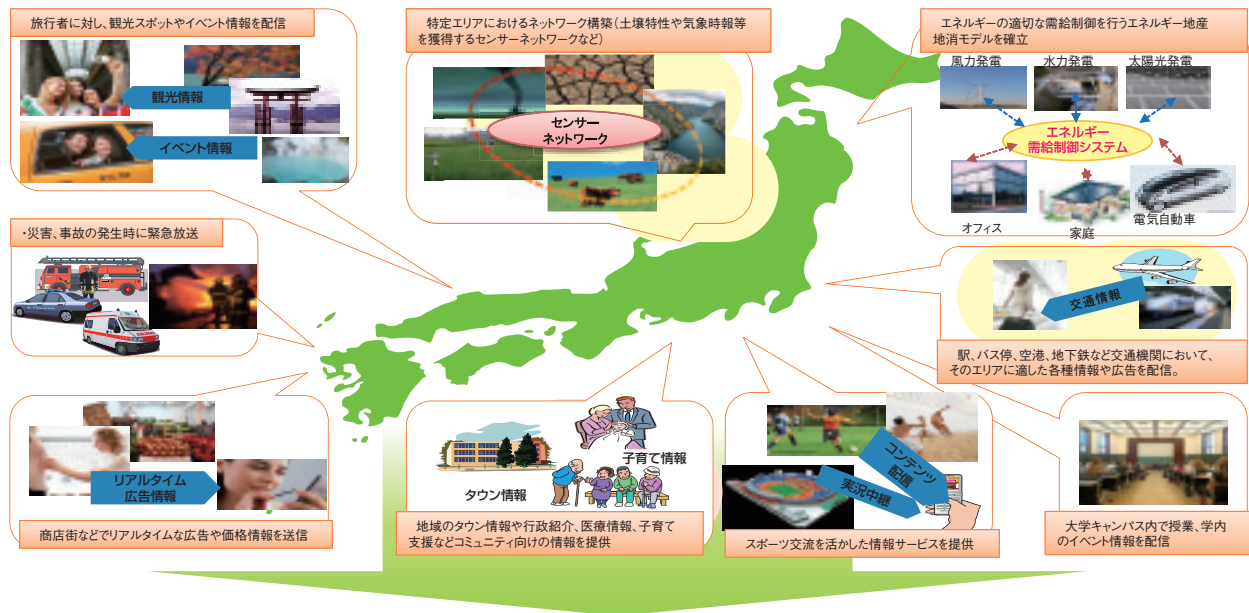 旅行者に対し、観光スポットやイベント情報を配信
観光情報
イベント情報
特定エリアにおけるネットワーク構築（土壌特性や気象時報等
を獲得するセンサーネットワークなど）
センサー
ネットワーク
エネルギーの適切な需給制御を行うエネルギー地産
地消モデルを確立
風力発電
水力発電
太陽光発電
エネルギー
需給制御システム
オフィス
家庭
電気自動車
・災害、事故の発生時に緊急放送
交通情報
駅、バス停、空港、地下鉄など交通機関において、
そのエリアに適した各種情報や広告を配信。
リアルタイム
広告情報
商店街などでリアルタイムな広告や価格情報を送信
子育て情報
タウン情報
地域のタウン情報や行政紹介、医療情報、子育て
支援などコミュニティ向けの情報を提供
コンテンツ
配信
実況中継
スポーツ交流を活かした情報サービスを提供
大学キャンパス内で授業、学内
のイベント情報を配信